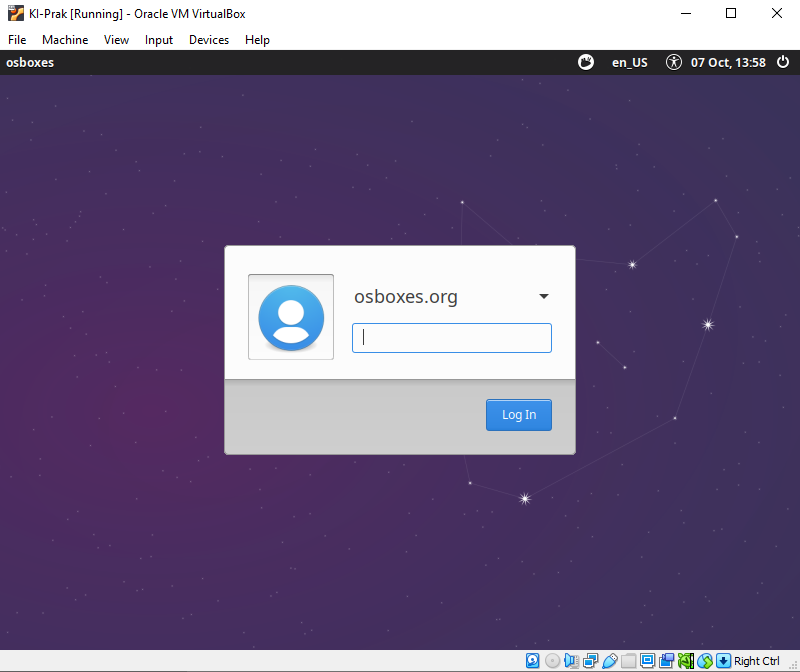 KI-Prak [Running] - Oracle VM VirtualBox
File Machine View Input Devices Help
osboxes en_US 07 Oct, 13:58
osboxes.org
Log In
Right Ctrl